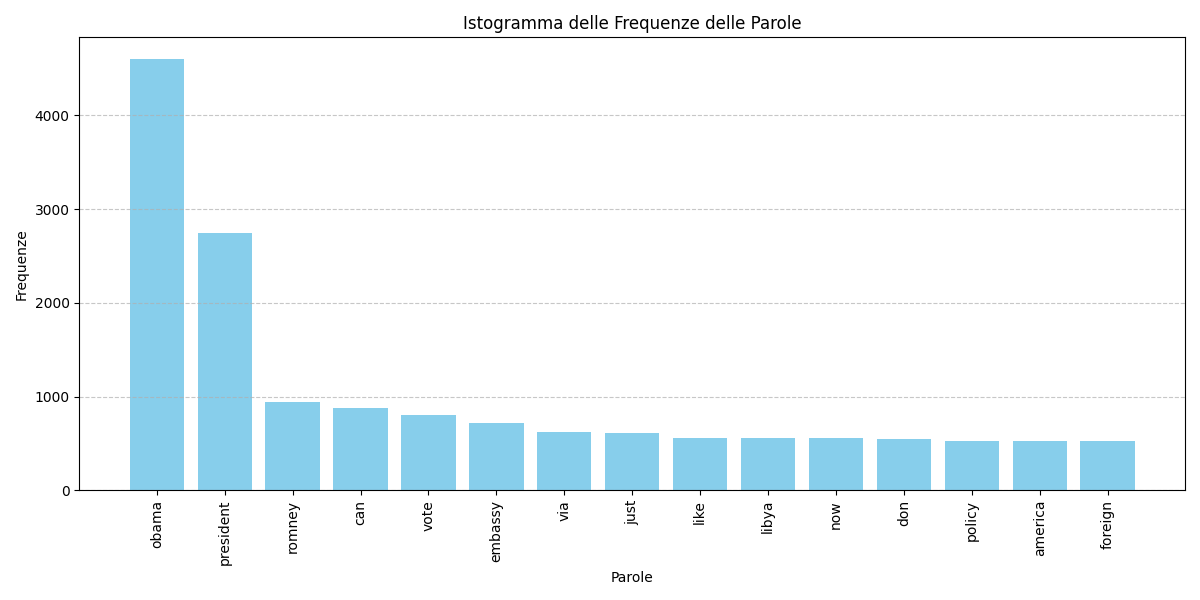 Istogramma delle Frequenze delle Parole
Frequenze
4000
3000
2000
1000
0
obama
president
romney
can
vote
embassy
via
just
like
libya
now
don
policy
america
foreign
Parole